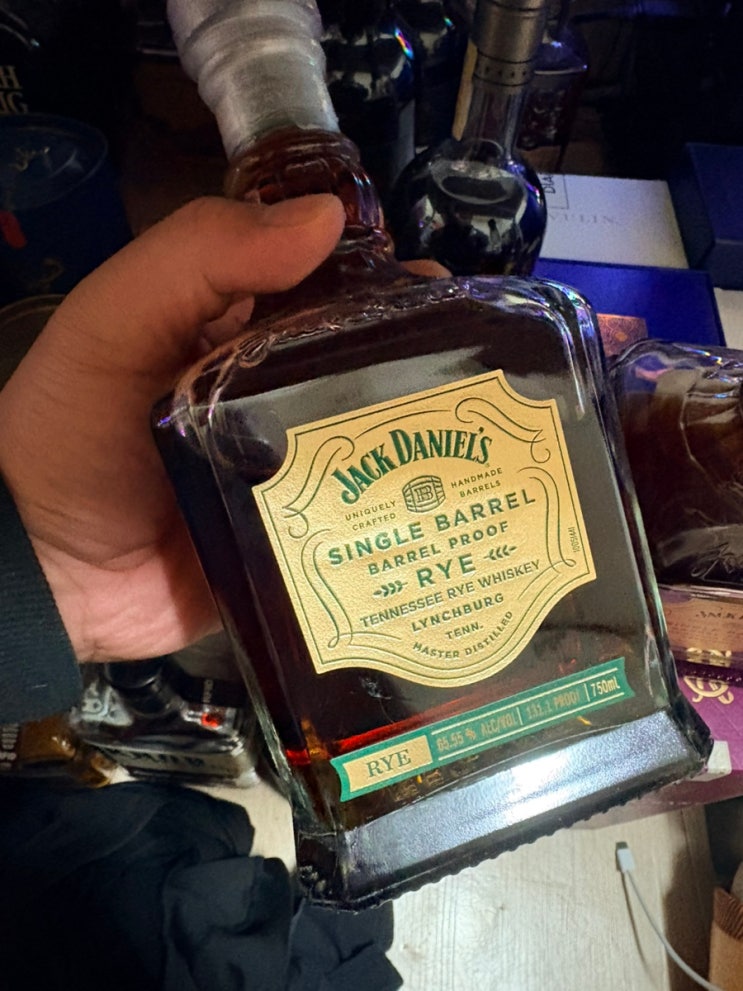 JACK DANIEL'S
UNIQUELY CRAFTED
HANDMADE BARRELS
SINGLE BARREL
BARREL PROOF
RYE
TENNESSEE RYE WHISKEY
LYNCHBURG
TENN.
MASTER DISTILLED
RYE
65.55 % ALC/VOL
131.1 PROOF
750mL